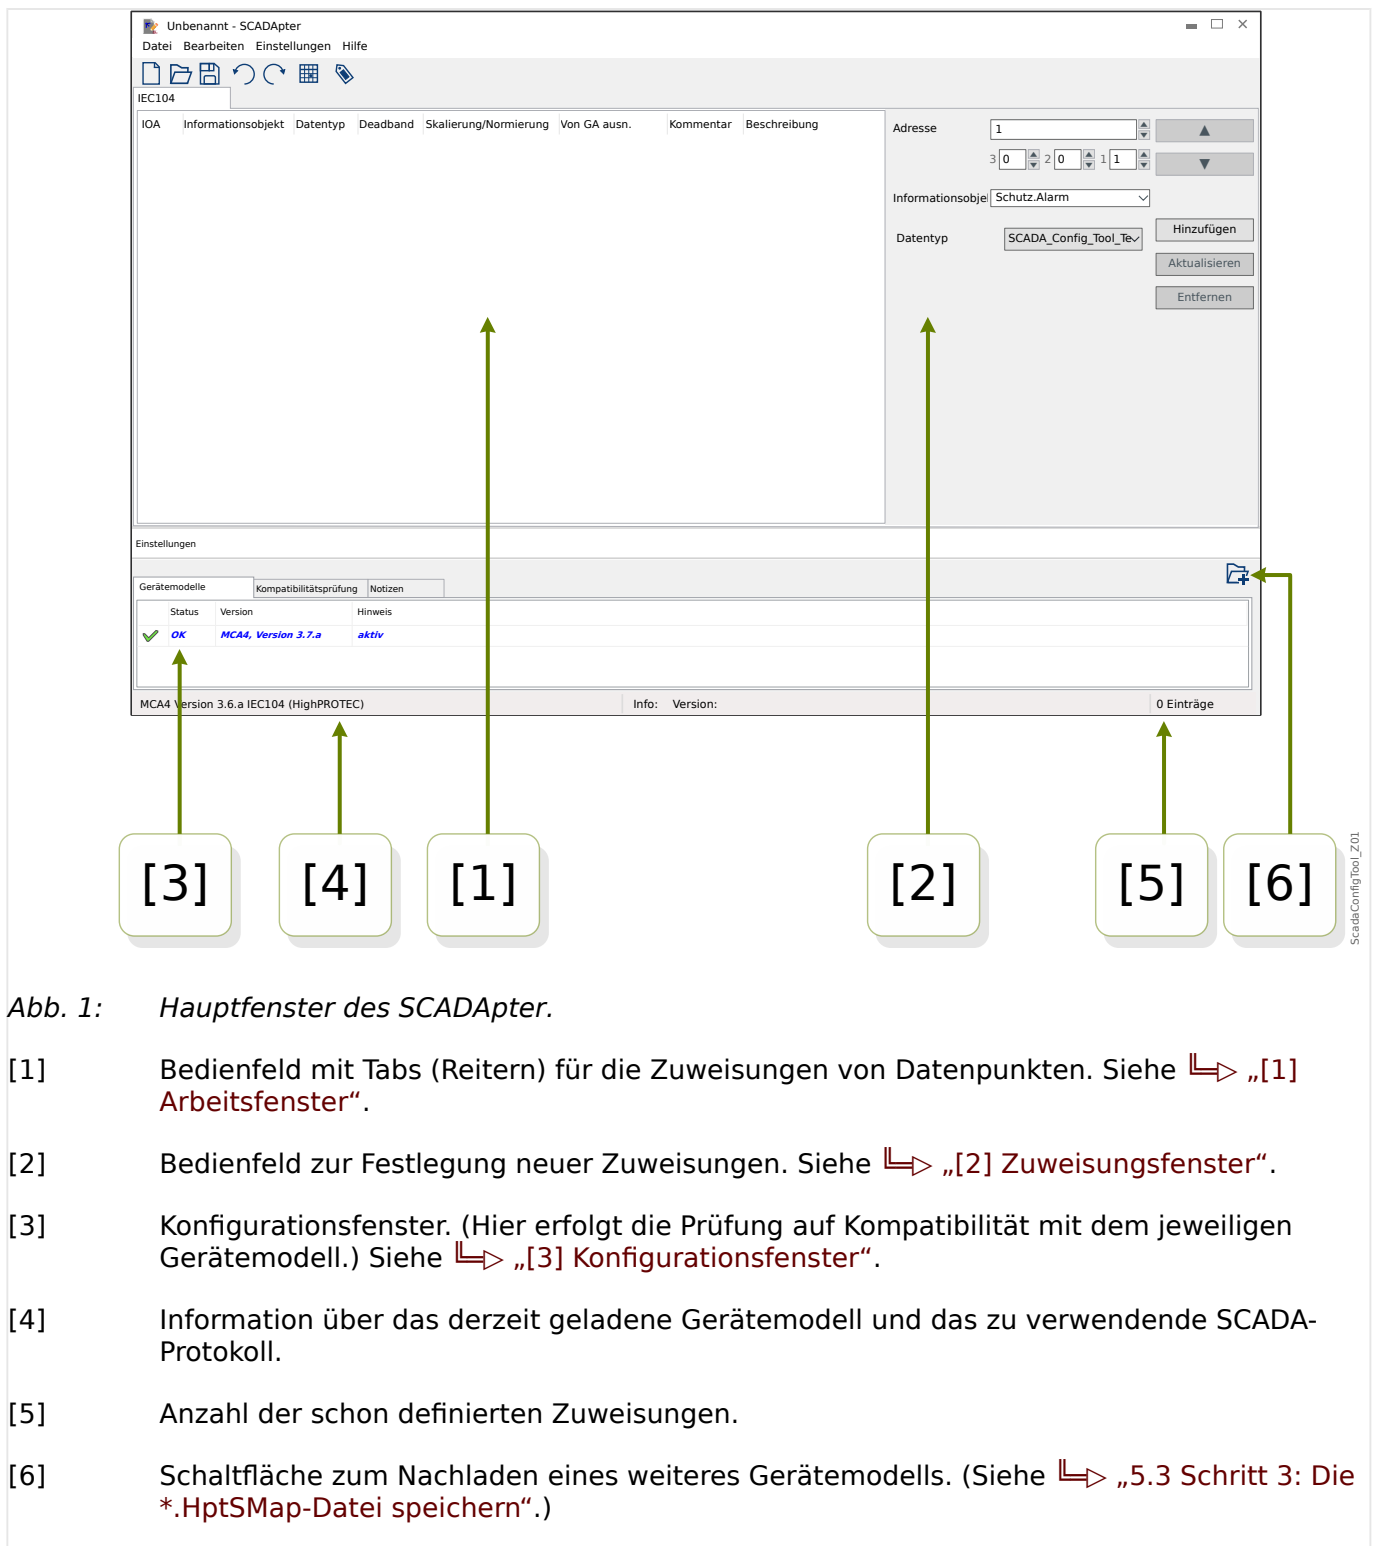 Unbenannt - SCADApter
Datei Bearbeiten Einstellungen Hilfe
IEC104
IOA Informationsobjekt Datentyp Deadband Skalierung/Normierung Von GA ausn. Kommentar Beschreibung
Adresse 1
3 0 2 0 1 1
Informationsobje Schutz.Alarm
Datentyp SCADA_Config_Tool_Te
Hinzufügen
Aktualisieren
Entfernen
Einstellungen
Gerätemodelle Kompatibilitätsprüfung Notizen
Status Version Hinweis
OK MCA4, Version 3.7.a aktiv
MCA4 Version 3.6.a IEC104 (HighPROTEC) Info: Version: 0 Einträge
[3] [4] [1] [2] [5] [6]
ScadaConfigTool_Z01
Abb. 1: Hauptfenster des SCADApter.
[1] Bedienfeld mit Tabs (Reitern) für die Zuweisungen von Datenpunkten. Siehe „[1]
Arbeitsfenster“.
[2] Bedienfeld zur Festlegung neuer Zuweisungen. Siehe „[2] Zuweisungsfenster“.
[3] Konfigurationsfenster. (Hier erfolgt die Prüfung auf Kompatibilität mit dem jeweiligen
Gerätemodell.) Siehe „[3] Konfigurationsfenster“.
[4] Information über das derzeit geladene Gerätemodell und das zu verwendende SCADA-
Protokoll.
[5] Anzahl der schon definierten Zuweisungen.
[6] Schaltfläche zum Nachladen eines weiteres Gerätemodells. (Siehe „5.3 Schritt 3: Die
*.HptSMap-Datei speichern“.)